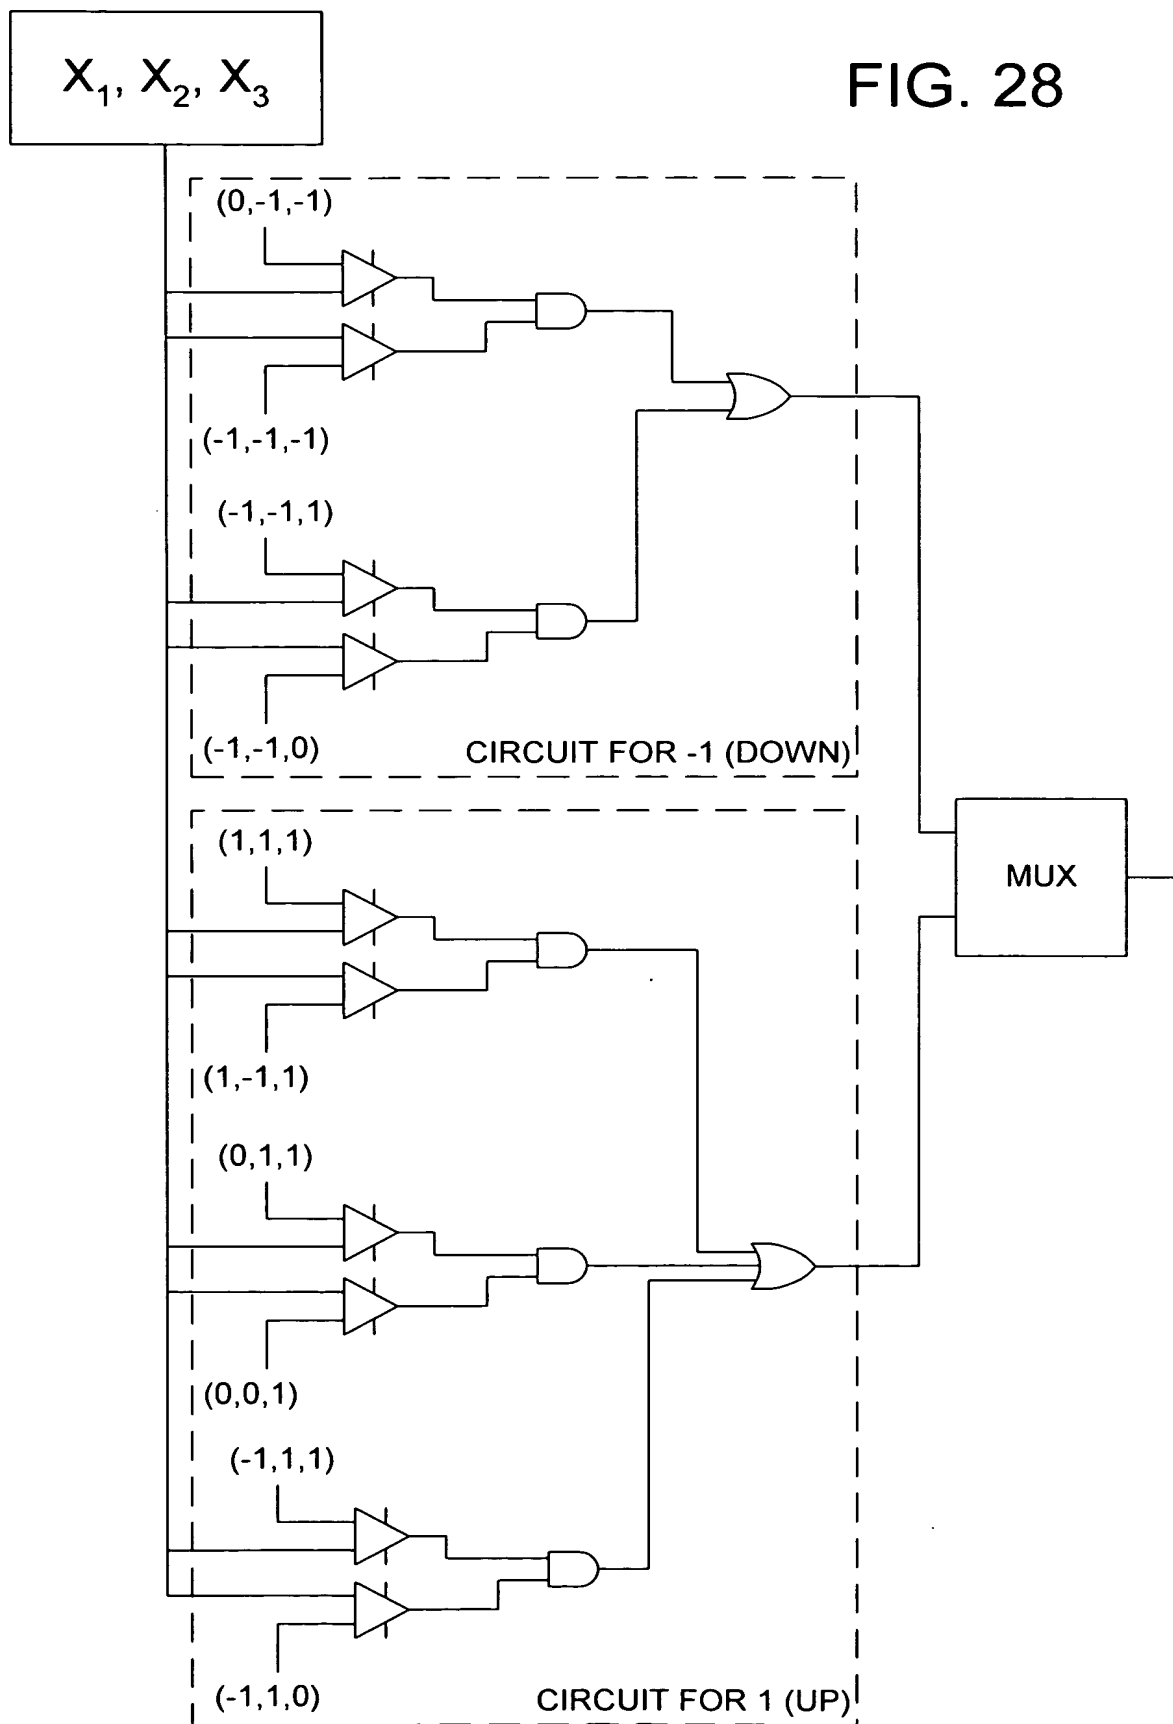 X1, X2, X3
FIG. 28
(0,-1,-1)
(-1,-1,-1)
(-1,-1,1)
(-1,-1,0)
CIRCUIT FOR -1 (DOWN)
(1,1,1)
MUX
(1,-1,1)
(0,1,1)
(0,0,1)
(-1,1,1)
(-1,1,0)
CIRCUIT FOR 1 (UP)